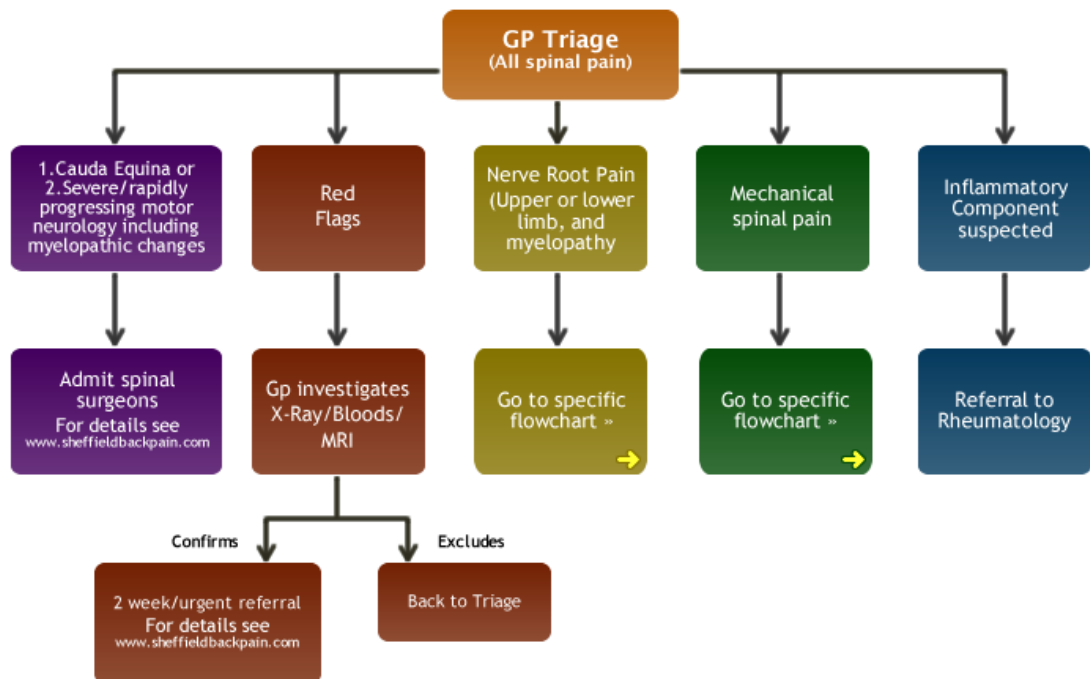 GP Triage
(All spinal pain)
1.Cauda Equina or
2.Severe/rapidly
progressing motor
neurology including
myelopathic changes
Red
Flags
Nerve Root Pain
(Upper or lower
limb, and
myelopathy
Mechanical
spinal pain
Inflammatory
Component
suspected
Admit spinal
surgeons
For details see
www.sheffieldbackpain.com
Gp investigates
X-Ray/Bloods/
MRI
Go to specific
flowchart »
Go to specific
flowchart »
Referral to
Rheumatology
Confirms
Excludes
2 week/urgent referral
For details see
www.sheffieldbackpain.com
Back to Triage